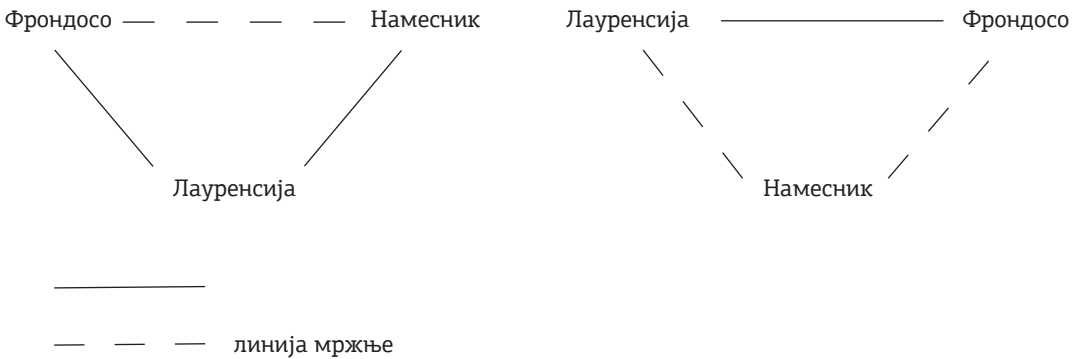 Фрондосо Намесник Лауренсија Фрондосо
Лауренсија Намесник
линија мржње